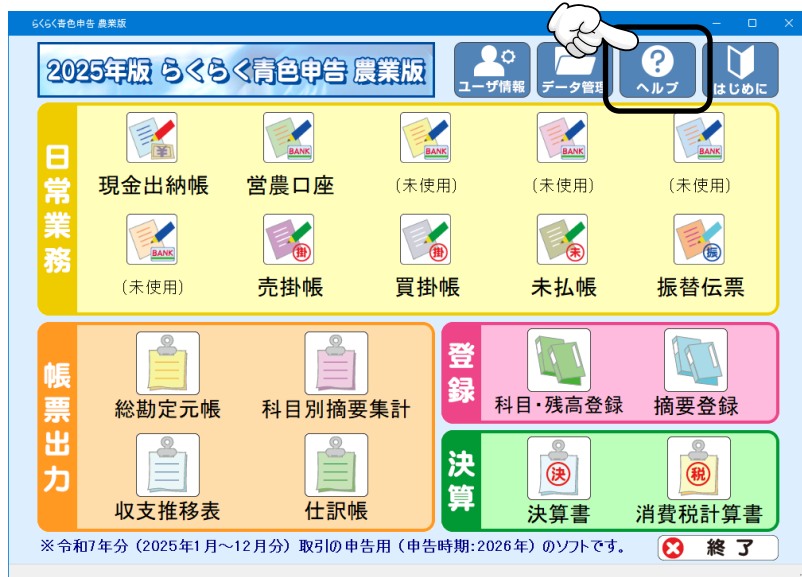 らくらく青色申告 農業版
2025年版 らくらく青色申告 農業版
ユーザ情報
データ管理
ヘルプ
はじめに
日常業務
現金出納帳
営農口座
(未使用)
(未使用)
(未使用)
(未使用)
売掛帳
買掛帳
未払帳
振替伝票
帳票出力
総勘定元帳
科目別摘要集計
収支推移表
仕訳帳
登録
科目・残高登録
摘要登録
決算
決算書
消費税計算書
※令和7年分（2025年1月～12月分）取引の申告用（申告時期:2026年）のソフトです。
終了